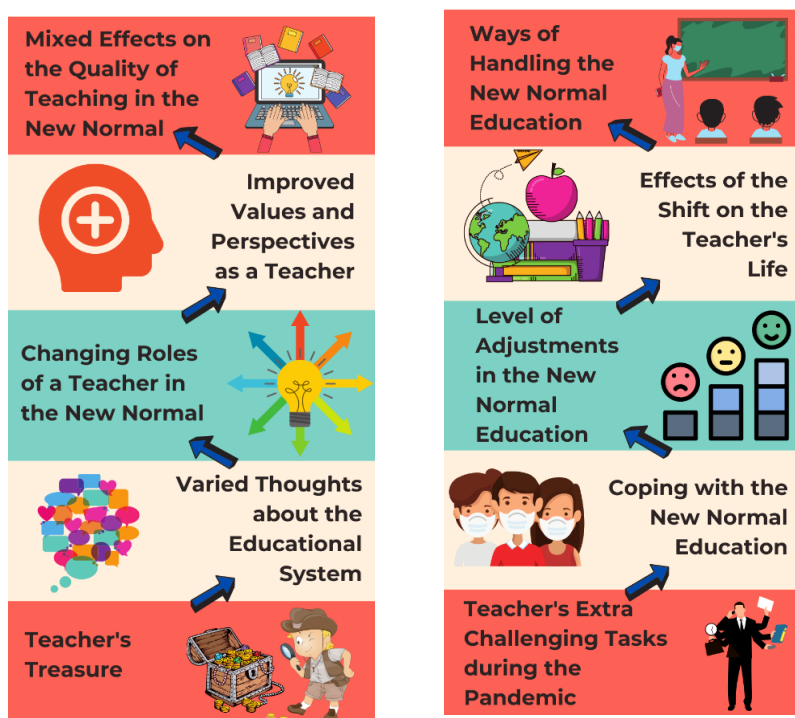 Mixed Effects on
the Quality of
Teaching in the
New Normal
Improved
Values and
Perspectives
as a Teacher
Changing Roles
of a Teacher in
the New Normal
Varied Thoughts
about the
Educational
System
Teacher's
Treasure
Ways of
Handling the
New Normal
Education
Effects of the
Shift on the
Teacher's
Life
Level of
Adjustments
in the New
Normal
Education
Coping with the
New Normal
Education
Teacher's Extra
Challenging Tasks
during the
Pandemic